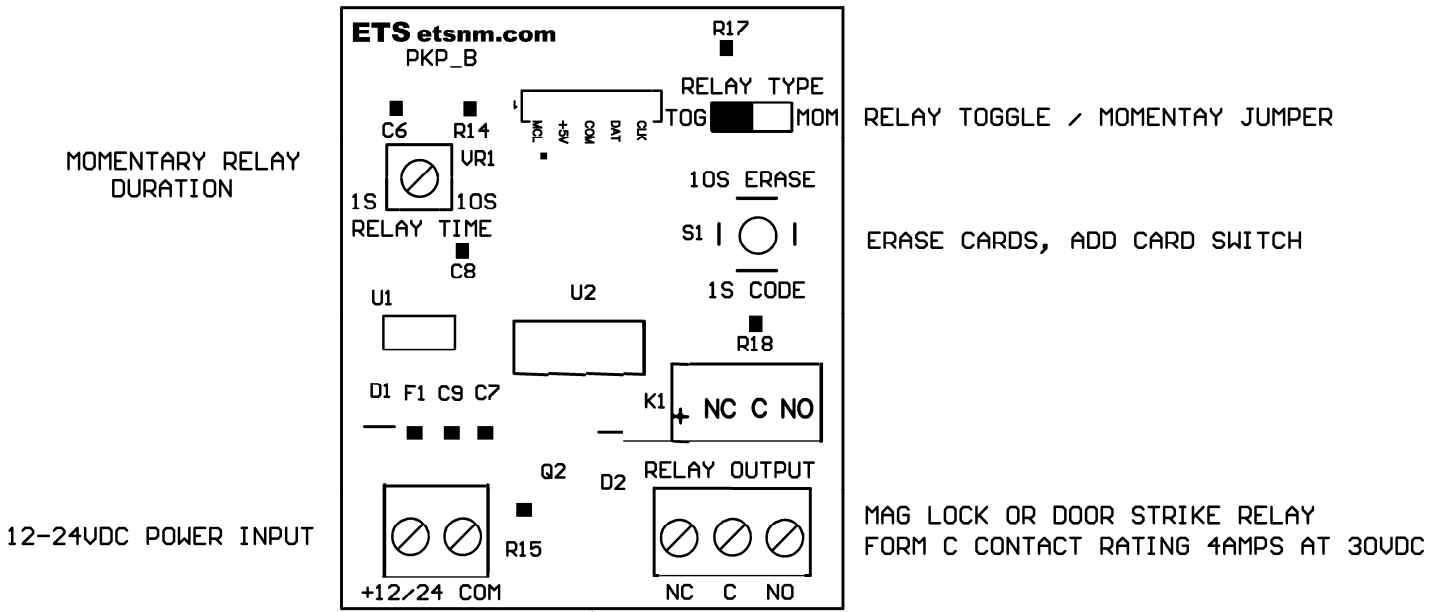 ETS etsnm.com
PKP_B
R17
RELAY TYPE
TOG MOM
RELAY TOGGLE / MOMENTAY JUMPER
1
MCL +5V COM DAT CLK
C6 R14
VR1
MOMENTARY RELAY
DURATION
1S 10S
RELAY TIME
C8
10S ERASE
S1
1S CODE
ERASE CARDS, ADD CARD SWITCH
U1
U2
R18
D1 F1 C9 C7
K1
+ NC C NO
Q2
D2
RELAY OUTPUT
R15
12-24VDC POWER INPUT
+12/24 COM
NC C NO
MAG LOCK OR DOOR STRIKE RELAY
FORM C CONTACT RATING 4AMPS AT 30VDC